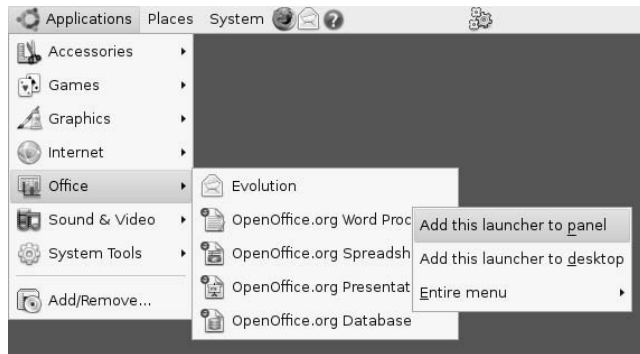 Applications Places System
Accessories
Games
Graphics
Internet
Office
Sound & Video
System Tools
Add/Remove...
Evolution
OpenOffice.org Word Proc
OpenOffice.org Spreadsh
OpenOffice.org Presentat
OpenOffice.org Database
Add this launcher to panel
Add this launcher to desktop
Entire menu